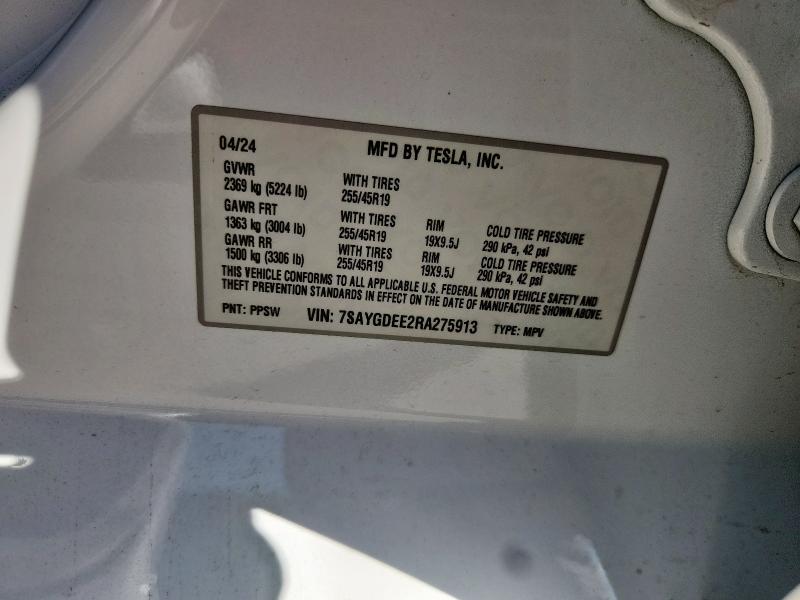 04/24 MFD BY TESLA, INC.
GVWR
2369 kg (5224 lb) WITH TIRES 255/45R19
GAWR FRT
1363 kg (3004 lb) WITH TIRES 255/45R19 RIM 19X9.5J COLD TIRE PRESSURE 290 kPa, 42 psi
GAWR RR
1500 kg (3306 lb) WITH TIRES 255/45R19 RIM 19X9.5J COLD TIRE PRESSURE 290 kPa, 42 psi
THIS VEHICLE CONFORMS TO ALL APPLICABLE U.S. FEDERAL MOTOR VEHICLE SAFETY AND
THEFT PREVENTION STANDARDS IN EFFECT ON THE DATE OF MANUFACTURE SHOWN ABOVE.
PNT: PPSW VIN: 7SAYGDEE2RA275913 TYPE: MPV